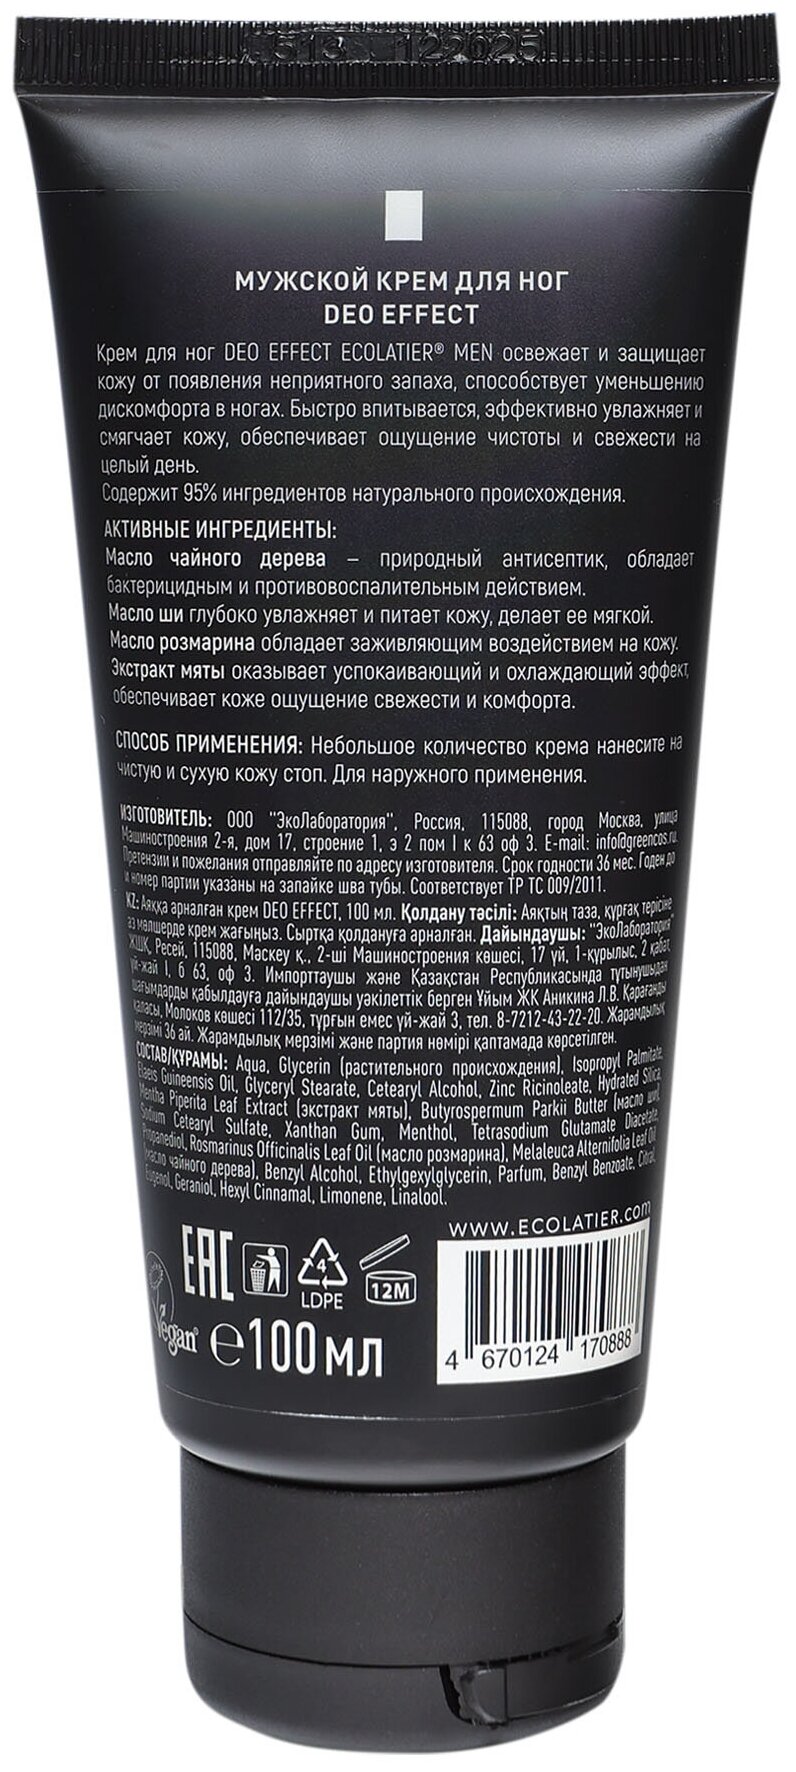 513 122025
МУЖСКОЙ КРЕМ ДЛЯ НОГ
DEO EFFECT
Крем для ног DEO EFFECT ECOLATIER® MEN освежает и защищает
кожу от появления неприятного запаха, способствует уменьшению
дискомфорта в ногах. Быстро впитывается, эффективно увлажняет и
смягчает кожу, обеспечивает ощущение чистоты и свежести на
целый день.
Содержит 95% ингредиентов натурального происхождения.
АКТИВНЫЕ ИНГРЕДИЕНТЫ:
Масло чайного дерева – природный антисептик, обладает
бактерицидным и противовоспалительным действием.
Масло ши глубоко увлажняет и питает кожу, делает ее мягкой.
Масло розмарина обладает заживляющим воздействием на кожу.
Экстракт мяты оказывает успокаивающий и охлаждающий эффект,
обеспечивает коже ощущение свежести и комфорта.
СПОСОБ ПРИМЕНЕНИЯ: Небольшое количество крема нанесите на
чистую и сухую кожу стоп. Для наружного применения.
ИЗГОТОВИТЕЛЬ: ООО "ЭкоЛаборатория", Россия, 115088, город Москва, улица
Машиностроения 2-я, дом 17, строение 1, э 2 пом I к 63 оф 3. E-mail: info@greencos.ru.
Претензии и пожелания отправляйте по адресу изготовителя. Срок годности 36 мес. Годен до
и номер партии указаны на запайке шва тубы. Соответствует ТР ТС 009/2011.
KZ: Аяққа арналған крем DEO EFFECT, 100 мл. Қолдану тәсілі: Аяқтың таза, құрғақ терісіне
аз мөлшерде крем жағыңыз. Сыртқа қолдануға арналған. Дайындаушы: "ЭкоЛаборатория"
ЖШҚ, Ресей, 115088, Маскеу қ., 2-ші Машиностроения көшесі, 17 үй, 1-құрылыс, 2 қабат,
үй-жай I, б 63, оф 3. Импорттаушы және Қазақстан Республикасында тұтынушыдан
шағымдарды қабылдауға дайындаушы уәкілеттік берген Ұйым ЖК Аникина Л.В. Қарағанды
қаласы, Молоков көшесі 112/35, тұрғын емес үй-жай 3, тел. 8-7212-43-22-20. Жарамдылық
мерзімі 36 ай. Жарамдылық мерзімі және партия нөмірі қаптамада көрсетілген.
СОСТАВ/ҚҰРАМЫ: Aqua, Glycerin (растительного происхождения), Isopropyl Palmitate,
Elaeis Guineensis Oil, Glyceryl Stearate, Cetearyl Alcohol, Zinc Ricinoleate, Hydrated Silica,
Mentha Piperita Leaf Extract (экстракт мяты), Butyrospermum Parkii Butter (масло ши),
Sodium Cetearyl Sulfate, Xanthan Gum, Menthol, Tetrasodium Glutamate Diacetate,
Propanediol, Rosmarinus Officinalis Leaf Oil (масло розмарина), Melaleuca Alternifolia Leaf Oil
(масло чайного дерева), Benzyl Alcohol, Ethylgexylglycerin, Parfum, Benzyl Benzoate, Citral,
Eugenol, Geraniol, Hexyl Cinnamal, Limonene, Linalool.
WWW.ECOLATIER.com
EAC
4
LDPE
12M
Vegan
℮100 МЛ
4 670124 170888